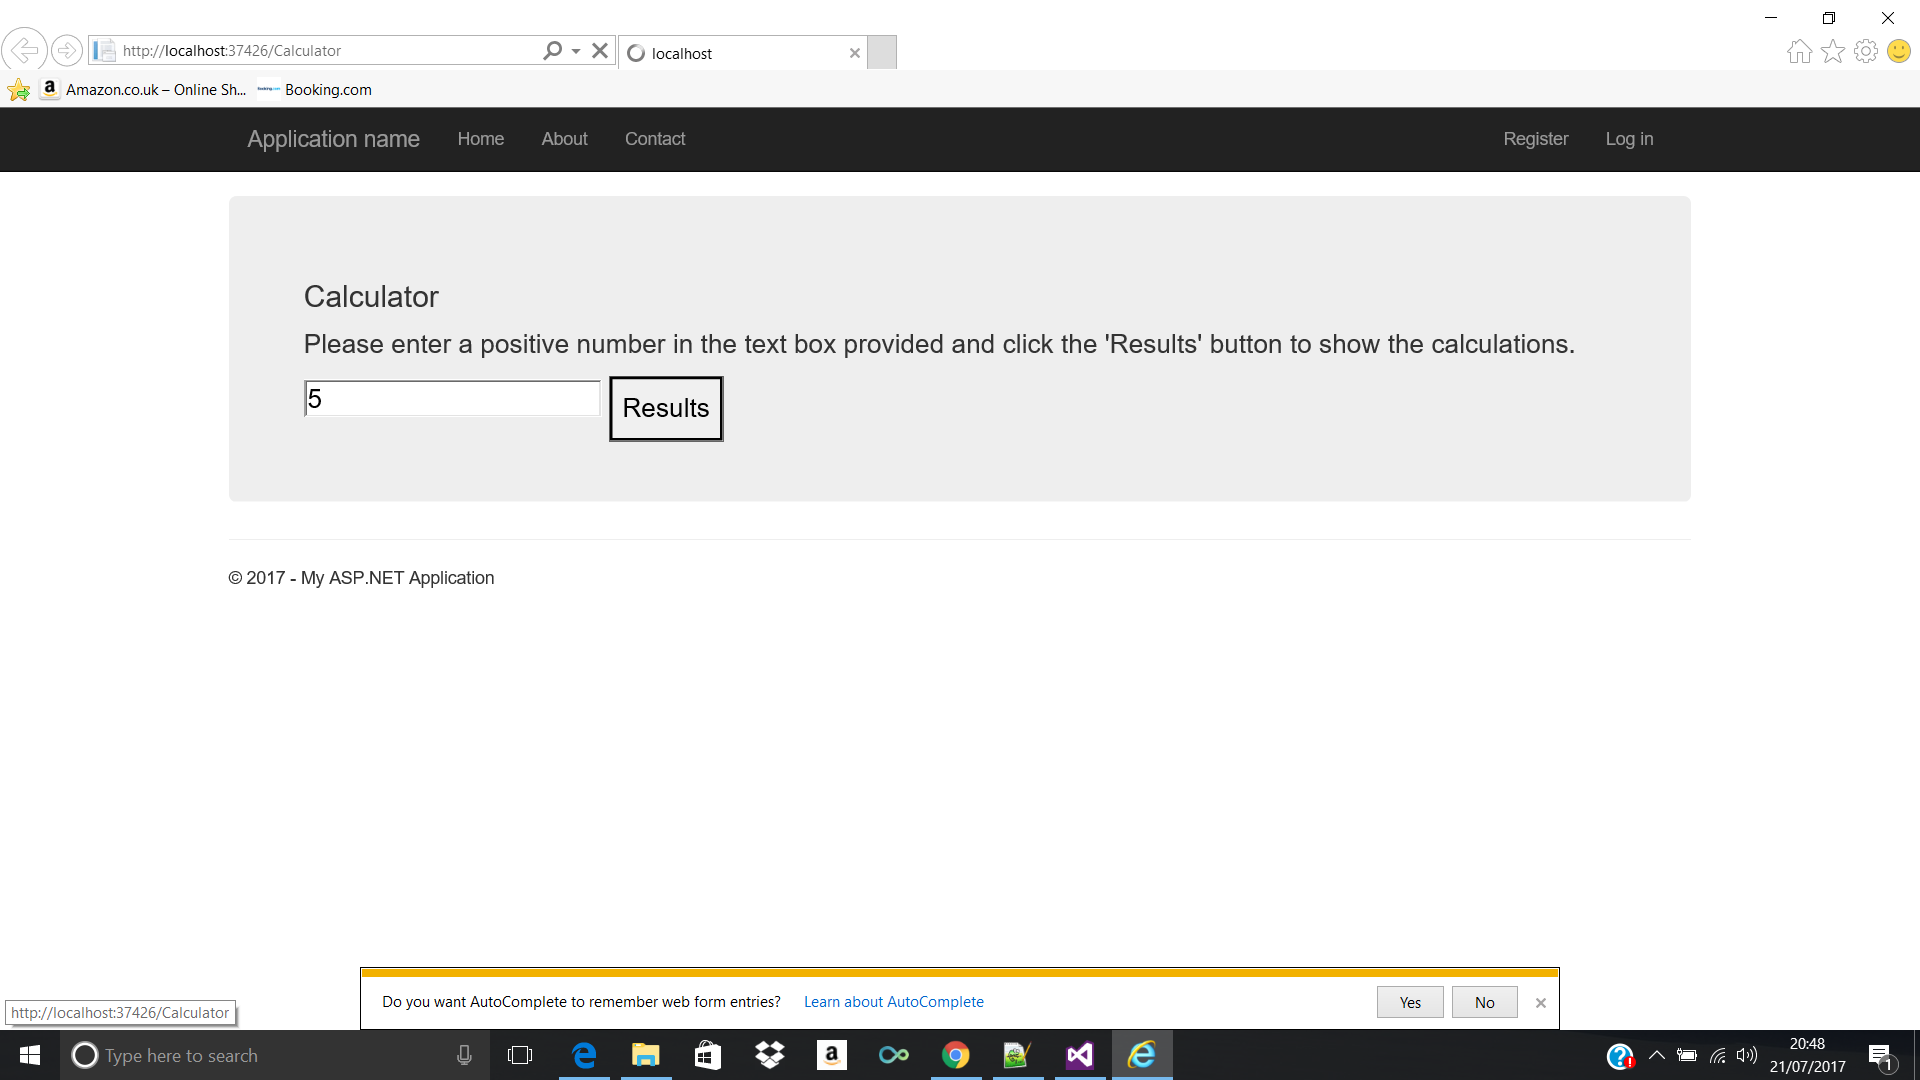 http://localhost:37426/Calculator
localhost
Amazon.co.uk – Online Sh...
Booking.com
Application name
Home
About
Contact
Register
Log in
Calculator
Please enter a positive number in the text box provided and click the 'Results' button to show the calculations.
5
Results
© 2017 - My ASP.NET Application
Do you want AutoComplete to remember web form entries?
Learn about AutoComplete
Yes
No
http://localhost:37426/Calculator
Type here to search
20:48
21/07/2017
1